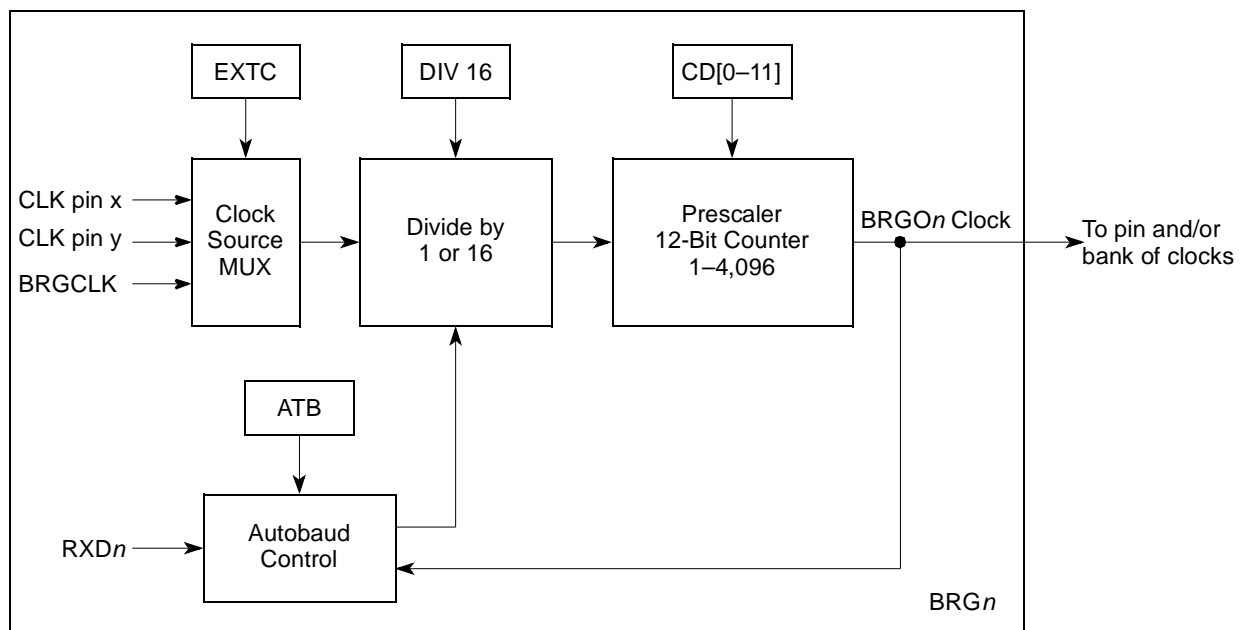 EXTC
DIV 16
CD[0–11]
CLK pin x
CLK pin y
BRGCLK
Clock
Source
MUX
Divide by
1 or 16
Prescaler
12-Bit Counter
1–4,096
BRGOn Clock
To pin and/or
bank of clocks
ATB
RXDn
Autobaud
Control
BRGn